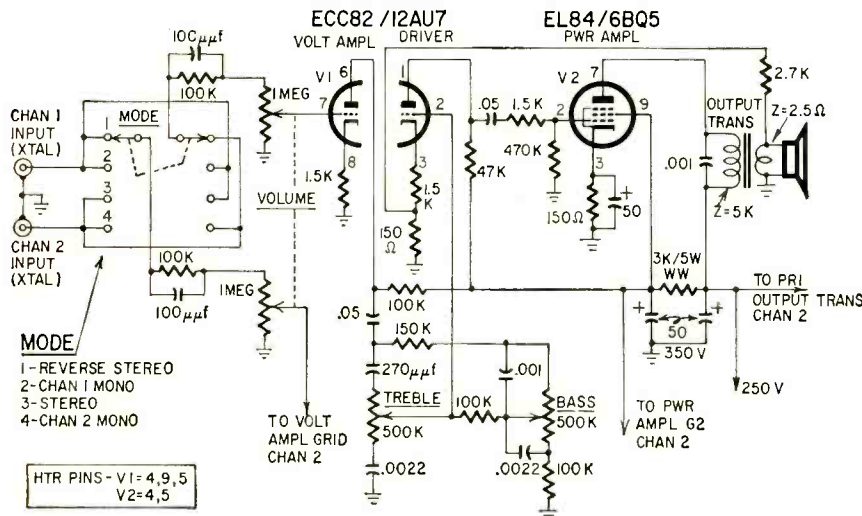 ECC82/12AU7
VOLT AMPL
DRIVER
EL84/6BQ5
PWR AMPL
100μμf
100K
1 MEG
V1
6
7
8
1
2
3
1.5K
1.5
K
150
Ω
47K
.05
1.5K
470K
V2
7
2
9
3
150Ω
+
50
2.7K
OUTPUT
TRANS
Z=2.5Ω
.001
Z=5K
CHAN 1
INPUT
(XTAL)
MODE
1
2
3
4
CHAN 2
INPUT
(XTAL)
VOLUME
100K
100μμf
1MEG
TO VOLT
AMPL GRID
CHAN 2
MODE
1-REVERSE STEREO
2-CHAN 1 MONO
3-STEREO
4-CHAN 2 MONO
HTR PINS-V1=4,9,5
V2=4,5
.05
100K
150K
270μμf
TREBLE
500K
.0022
100K
.001
BASS
500K
.0022
100K
3K/5W
WW
+
+
50
350V
TO PRI
OUTPUT TRANS
CHAN 2
TO PWR
AMPL G2
CHAN 2
250V